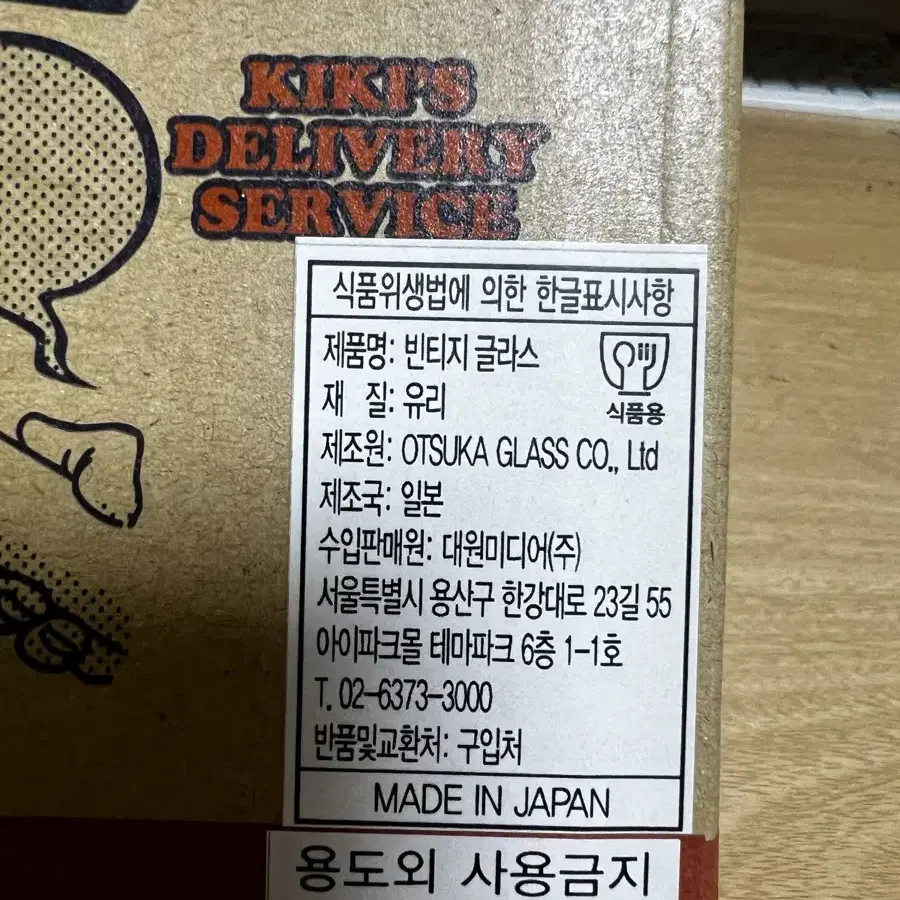 KIKI'S
DELIVERY
SERVICE
식품위생법에 의한 한글표시사항
제품명: 빈티지 글라스
식품용
재 질: 유리
제조원: OTSUKA GLASS CO., Ltd
제조국: 일본
수입판매원: 대원미디어(주)
서울특별시 용산구 한강대로 23길 55
아이파크몰 테마파크 6층 1-1호
T. 02-6373-3000
반품및교환처: 구입처
MADE IN JAPAN
용도외 사용금지